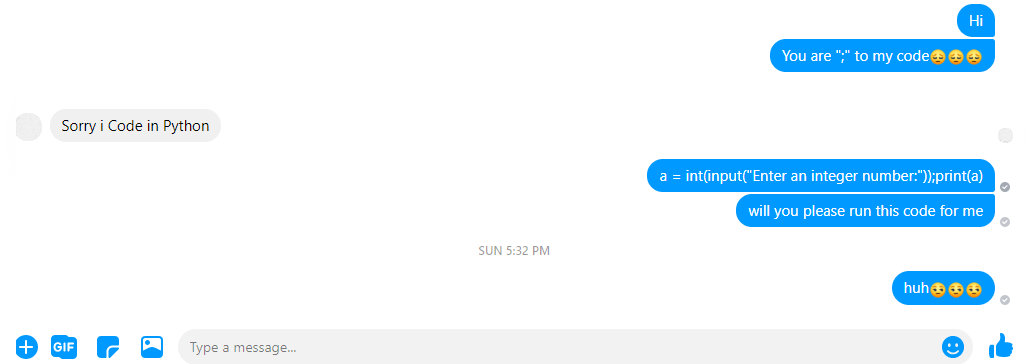 Hi
You are ";" to my code😔😔😔
Sorry i Code in Python
a = int(input("Enter an integer number:"));print(a)
will you please run this code for me
SUN 5:32 PM
huh😒😒😒
GIF
Type a message...